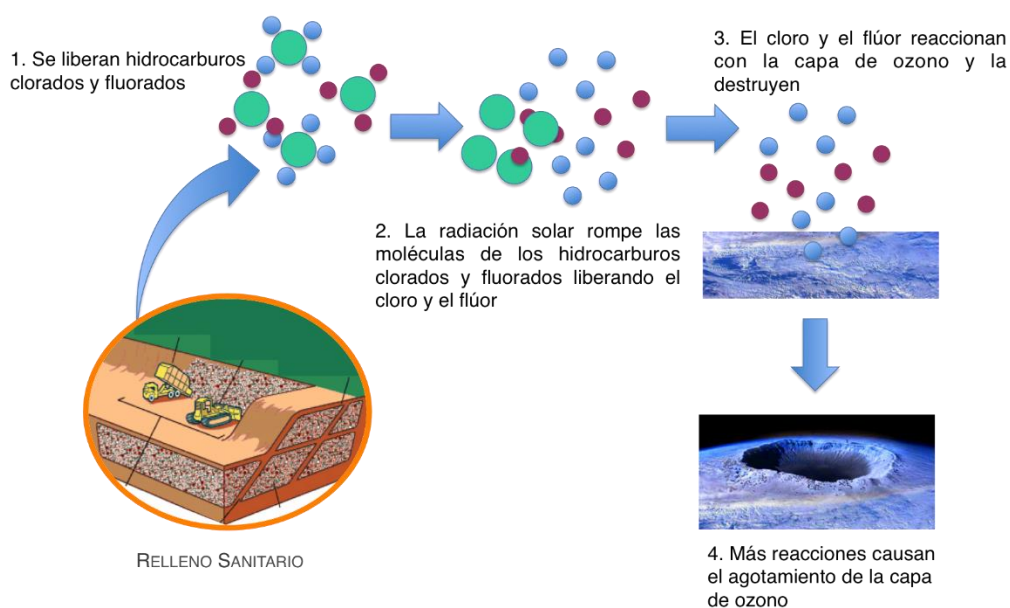 1. Se liberan hidrocarburos
clorados y fluorados
2. La radiación solar rompe las
moléculas de los hidrocarburos
clorados y fluorados liberando el
cloro y el flúor
3. El cloro y el flúor reaccionan
con la capa de ozono y la
destruyen
4. Más reacciones causan
el agotamiento de la capa
de ozono
RELLENO SANITARIO